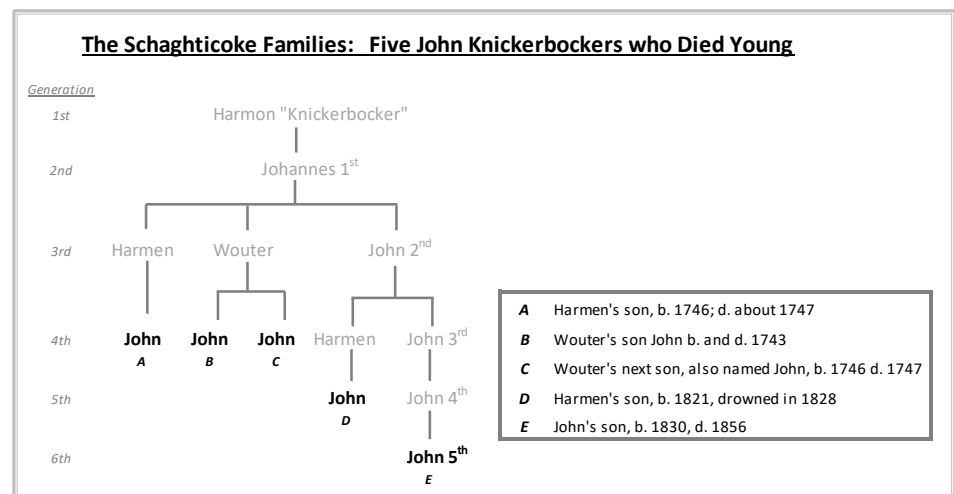 The Schaghticoke Families: Five John Knickerbockers who Died Young
Generation
1st Harmon "Knickerbocker"
2nd Johannes 1st
3rd Harmen Wouter John 2nd
4th John John John Harmen John 3rd
A B C
5th John John 4th
D
6th John 5th
E
A Harmen's son, b. 1746; d. about 1747
B Wouter's son John b. and d. 1743
C Wouter's next son, also named John, b. 1746 d. 1747
D Harmen's son, b. 1821, drowned in 1828
E John's son, b. 1830, d. 1856